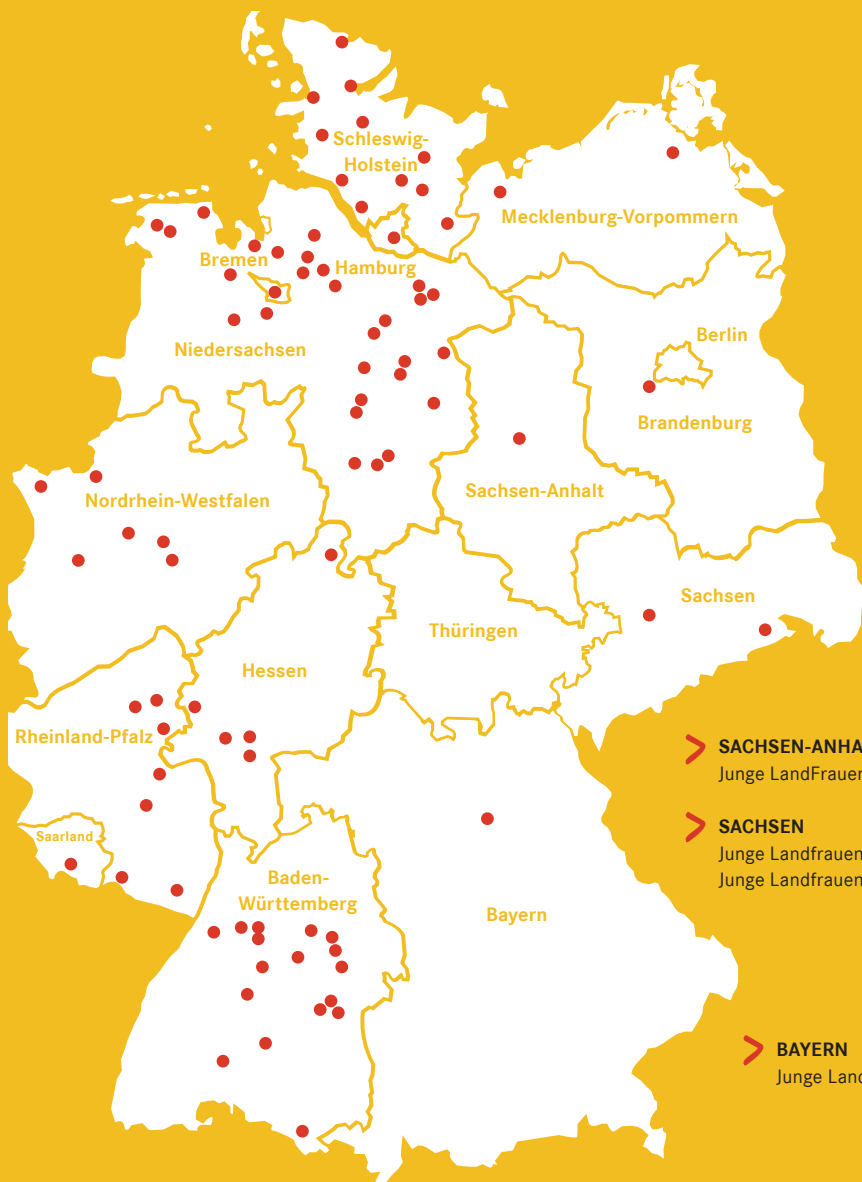 Schleswig-
Holstein
Mecklenburg-Vorpommern
Bremen
Hamburg
Niedersachsen
Berlin
Brandenburg
Sachsen-Anhalt
Nordrhein-Westfalen
Sachsen
Thüringen
Hessen
Rheinland-Pfalz
Saarland
Baden-
Württemberg
Bayern
SACHSEN-ANHA
Junge LandFrauen
SACHSEN
Junge Landfrauen
Junge Landfrauen
BAYERN
Junge Land